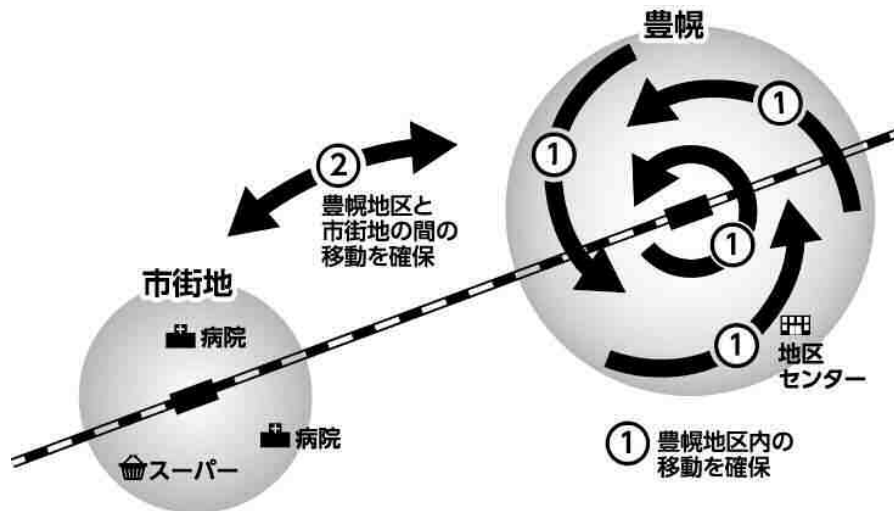 豊幌
①
①
②
豊幌地区と
市街地の間の
移動を確保
①
市街地
病院
①
地区
センター
病院
スーパー
① 豊幌地区内の
移動を確保